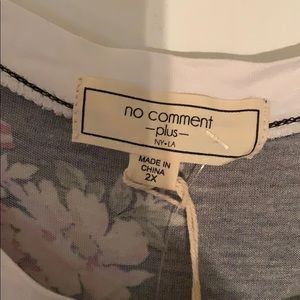 no comment
—plus—
NY•LA
MADE IN
CHINA
2X